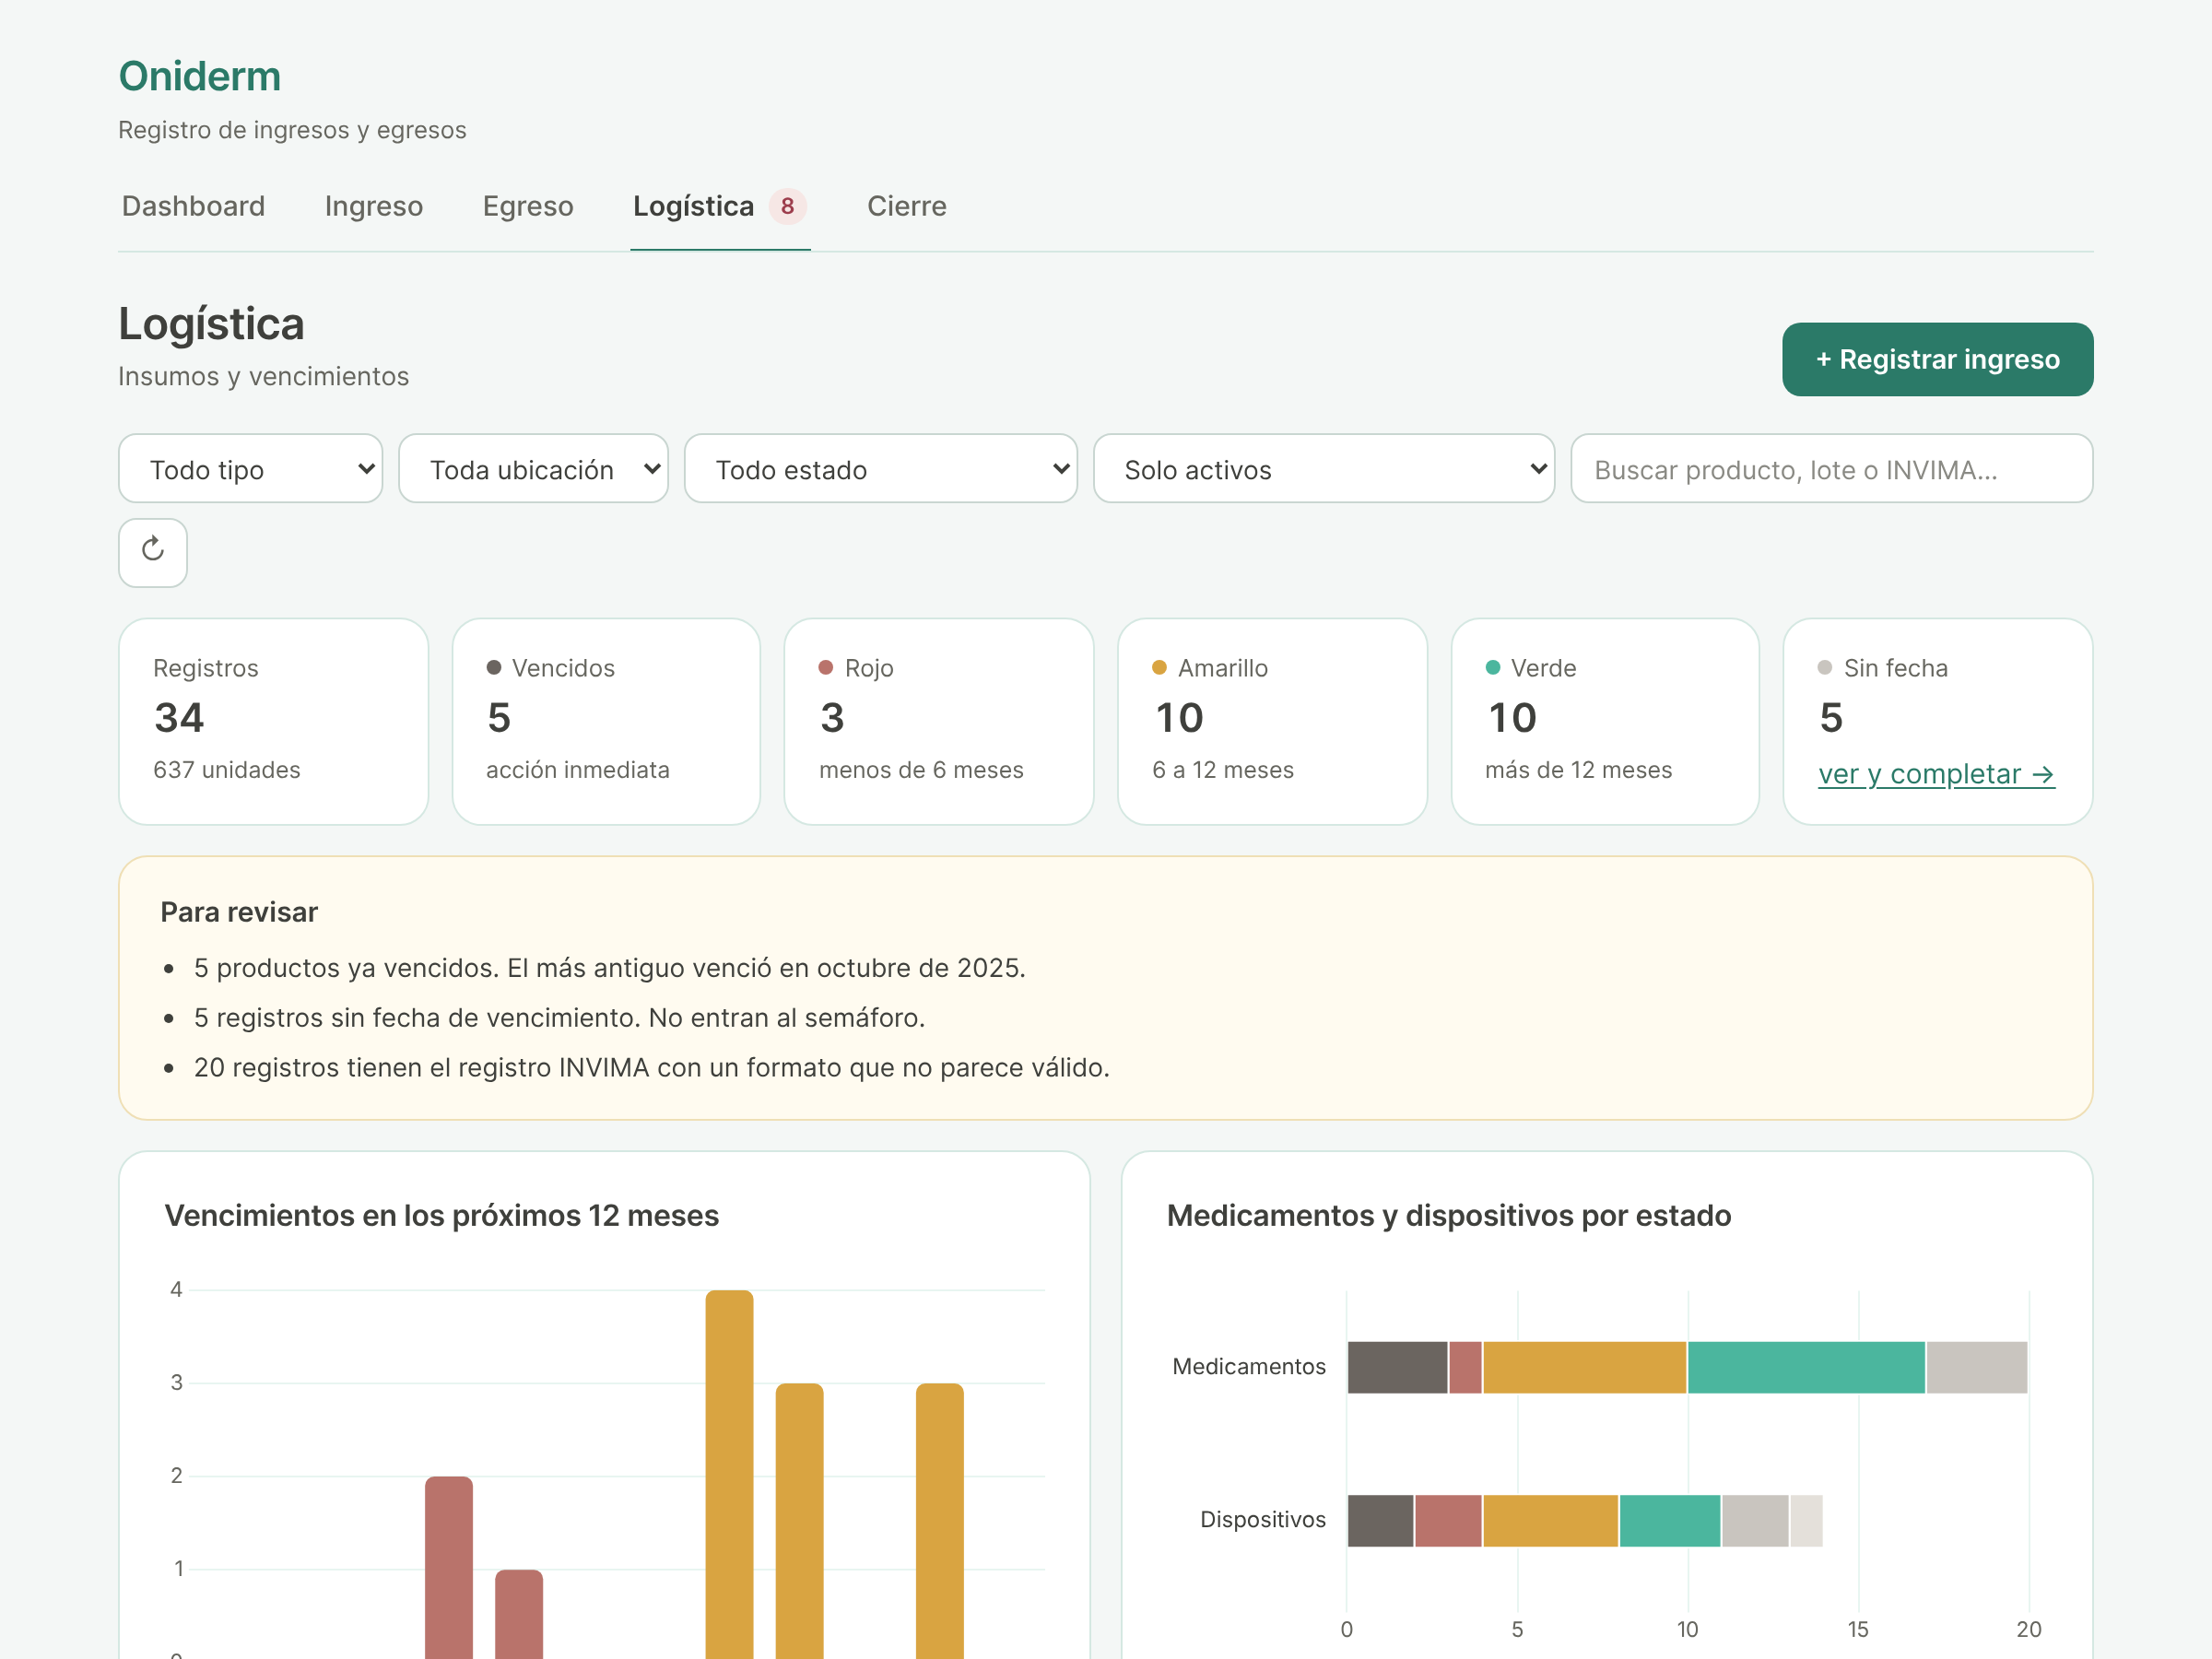 Oniderm
Registro de ingresos y egresos
Dashboard Ingreso Egreso Logística 8 Cierre
Logística
Insumos y vencimientos
+ Registrar ingreso
Todo tipo Toda ubicación Todo estado Solo activos Buscar producto, lote o INVIMA...
Registros
34
637 unidades
Vencidos
5
acción inmediata
Rojo
3
menos de 6 meses
Amarillo
10
6 a 12 meses
Verde
10
más de 12 meses
Sin fecha
5
ver y completar →
Para revisar
• 5 productos ya vencidos. El más antiguo venció en octubre de 2025.
• 5 registros sin fecha de vencimiento. No entran al semáforo.
• 20 registros tienen el registro INVIMA con un formato que no parece válido.
Vencimientos en los próximos 12 meses
4
3
2
1
Medicamentos y dispositivos por estado
Medicamentos
Dispositivos
0 5 10 15 20